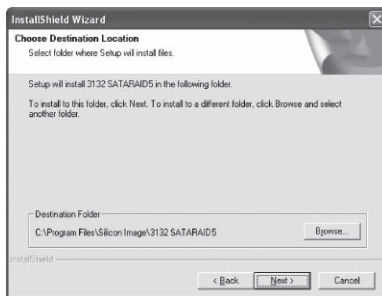 InstallShield Wizard
Choose Destination Location
Select folder where Setup will install files.
Setup will install 3132 SATARAID5 in the following folder.
To install to this folder, click Next. To install to a different folder, click Browse and select
another folder.
Destination Folder
C:\Program Files\Silicon Image\3132 SATARAID5
Browse...
InstallShield
< Back
Next >
Cancel